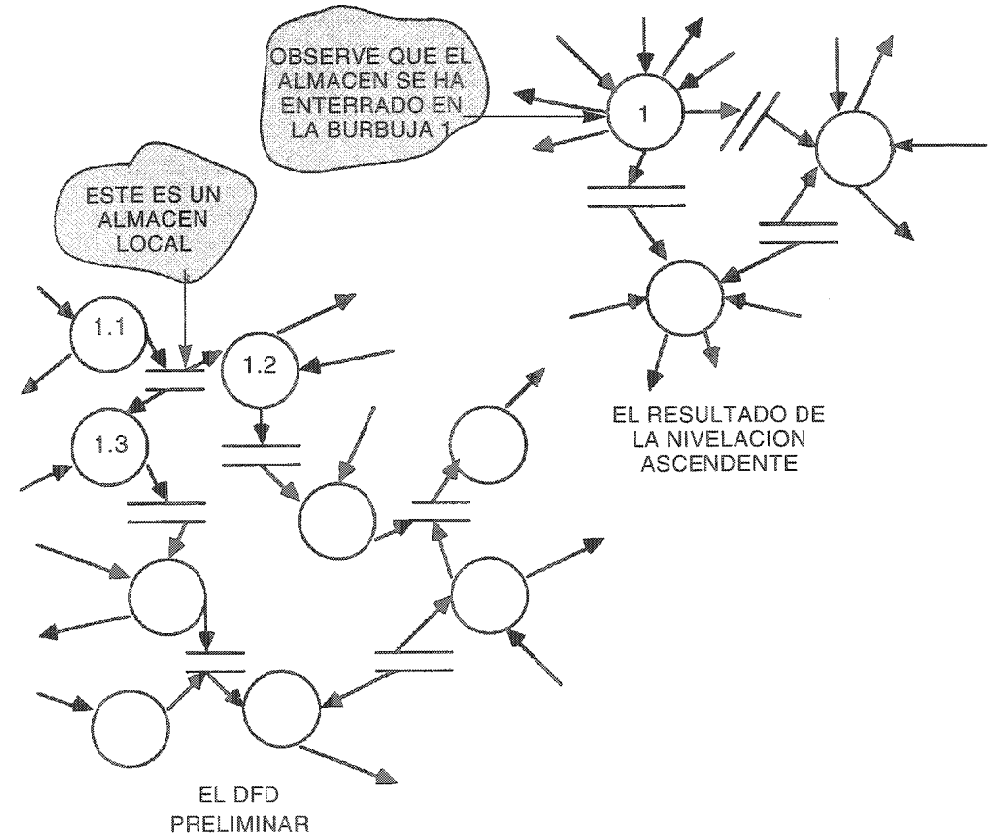 OBSERVE QUE EL
ALMACEN SE HA
ENTERRADO EN
LA BURBUJA 1
1
ESTE ES UN
ALMACEN
LOCAL
1.1
1.2
1.3
EL RESULTADO DE
LA NIVELACION
ASCENDENTE
EL DFD
PRELIMINAR